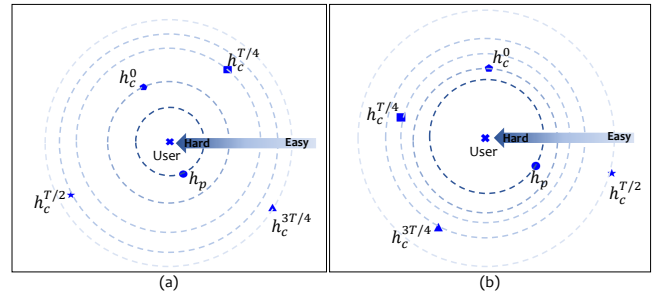 h_c^{T/4}
h_c^0
Hard
Easy
User
h_p
h_c^{T/2}
h_c^{3T/4}
(a)
h_c^0
h_c^{T/4}
Hard
Easy
User
h_p
h_c^{T/2}
h_c^{3T/4}
(b)